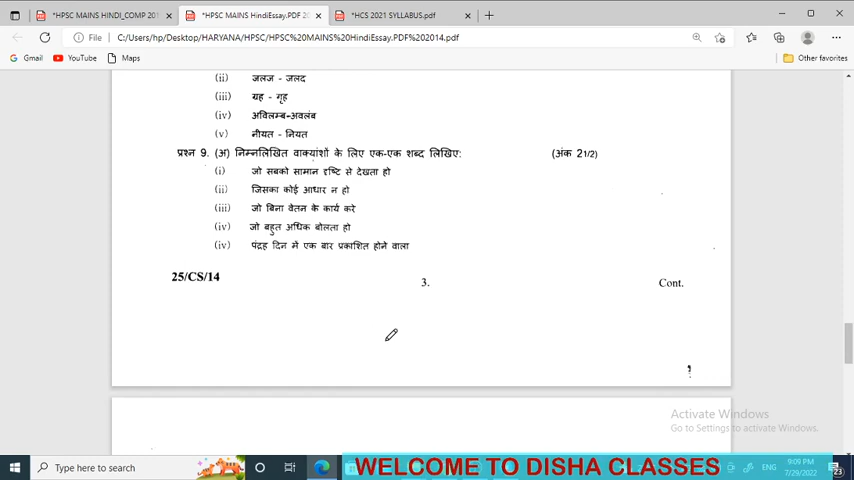 *HPSC MAINS HINDI_COMP 201
*HPSC MAINS HindiEssay.PDF 20
*HCS 2021 SYLLABUS.pdf
File
C:/Users/hp/Desktop/HARYANA/HPSC/HPSC%20MAINS%20HindiEssay.PDF%202014.pdf
Gmail
YouTube
Maps
Other favorites
(ii) जलज - जलद
(iii) ग्रह - गृह
(iv) अविलम्ब-अवलंब
(v) नीयत - नियत
प्रश्न 9. (अ) निम्नलिखित वाक्यांशों के लिए एक-एक शब्द लिखिए: (अंक 21/2)
(i) जो सबको सामान दृष्टि से देखता हो
(ii) जिसका कोई आधार न हो
(iii) जो बिना वेतन के कार्य करे
(iv) जो बहुत अधिक बोलता हो
(iv) पंद्रह दिन में एक बार प्रकाशित होने वाला
25/CS/14
3.
Cont.
Activate Windows
Go to Settings to activate Windows.
Type here to search
WELCOME TO DISHA CLASSES
ENG
9:09 PM
7/29/2022
23